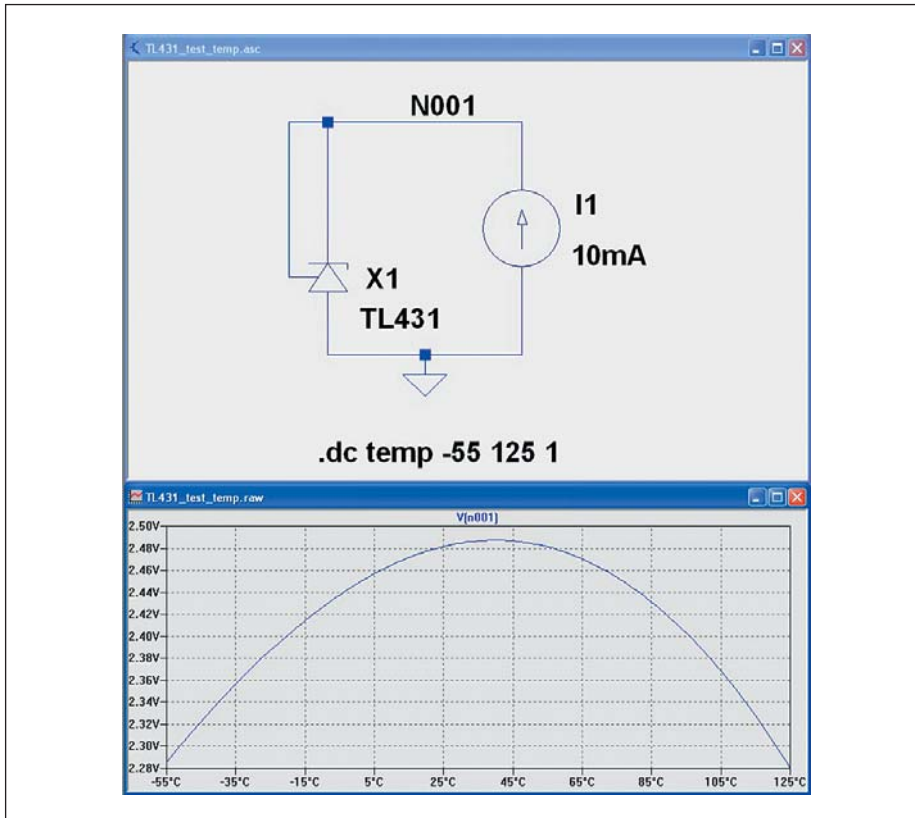 TL431_test_temp.asc
N001
I1
10mA
X1
TL431
.dc temp -55 125 1
TL431_test_temp.raw
V(n001)
2.50V
2.48V
2.46V
2.44V
2.42V
2.40V
2.38V
2.36V
2.34V
2.32V
2.30V
2.28V
-55°C -35°C -15°C 5°C 25°C 45°C 65°C 85°C 105°C 125°C